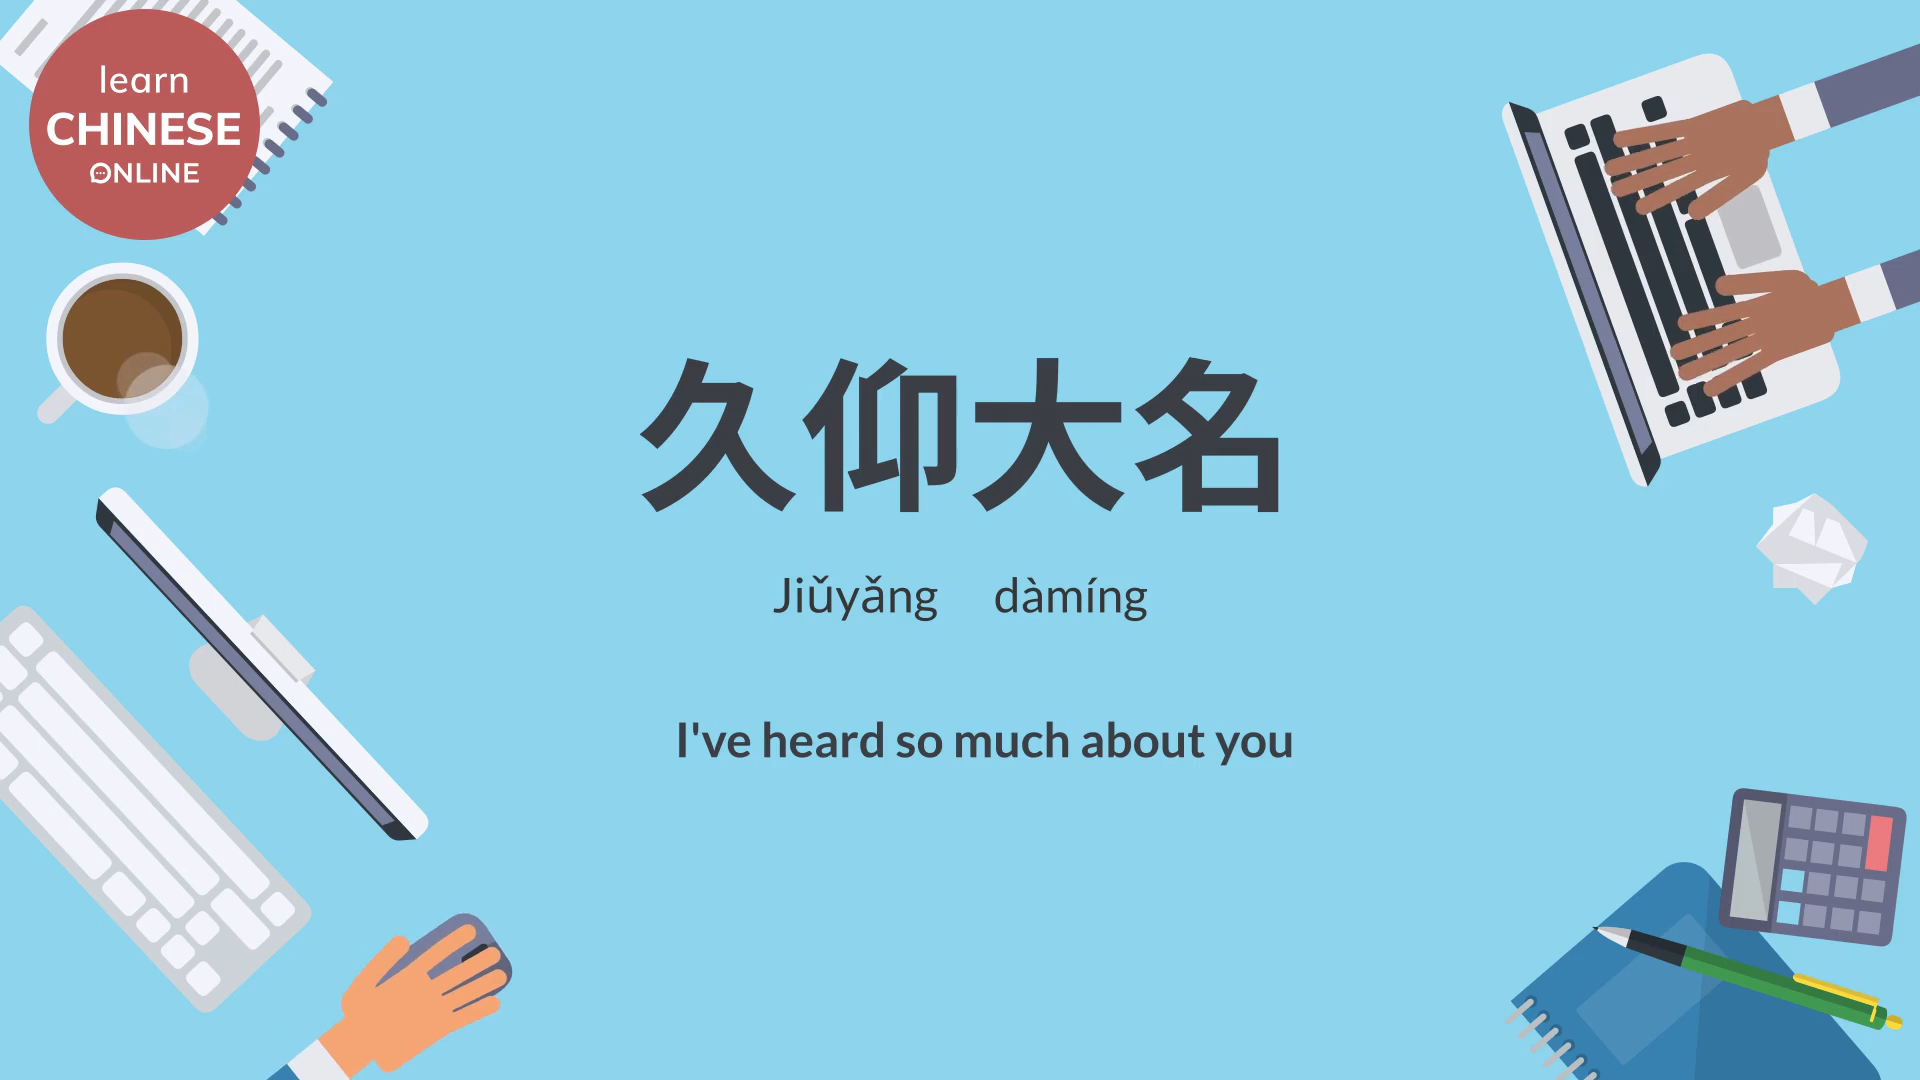 learn
CHINESE
ONLINE
久仰大名
Jiǔyǎng dàmíng
I've heard so much about you